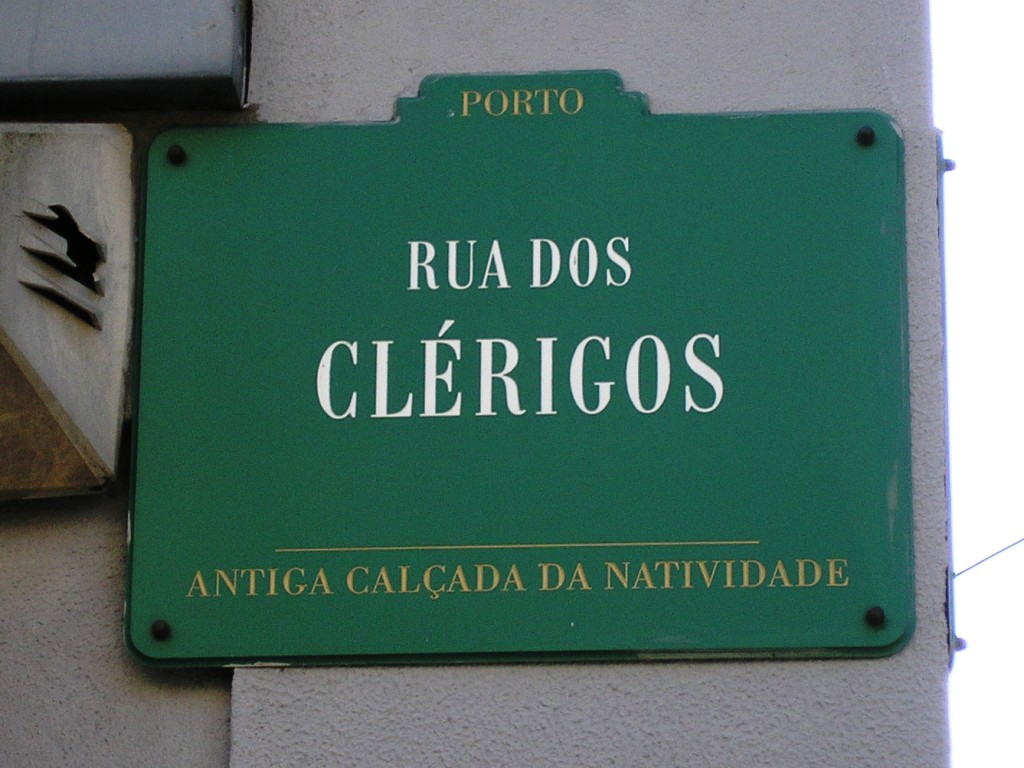 PORTO
RUA DOS
CLÉRIGOS
ANTIGA CALÇADA DA NATIVIDADE